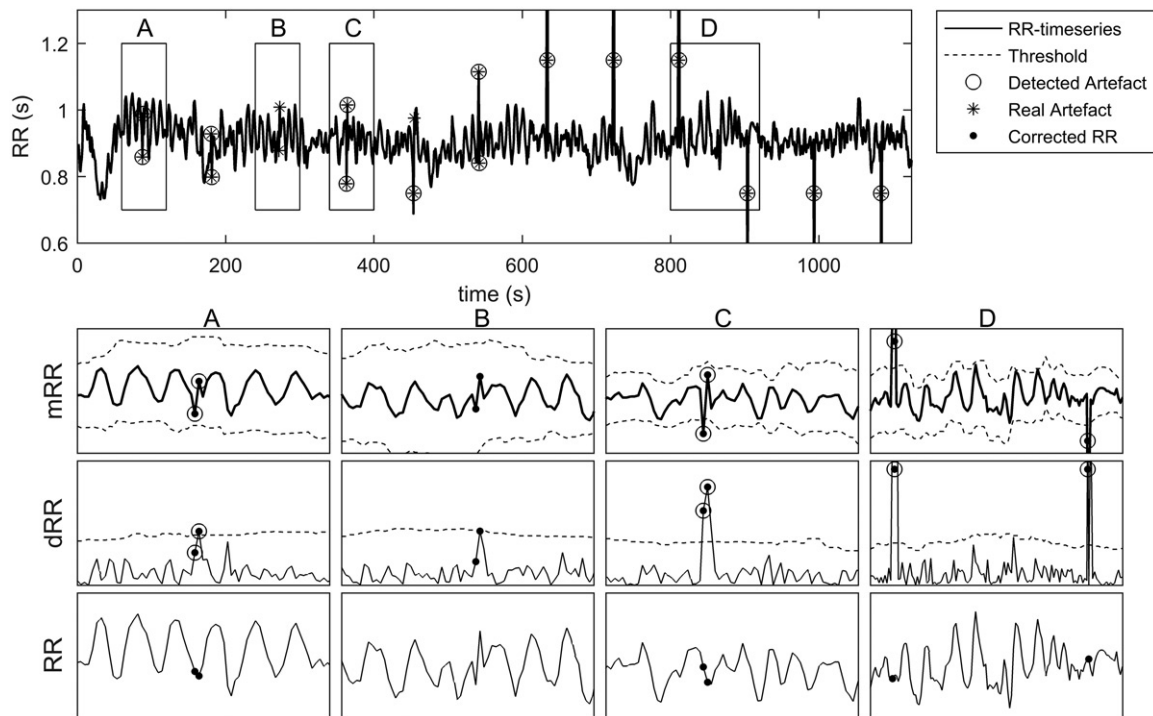 A B C D
1.2
1
0.8
0.6
RR (s)
0 200 400 600 800 1000
time (s)
RR-timeseries
Threshold
Detected Artefact
Real Artefact
Corrected RR
A B C D
mRR
dRR
RR